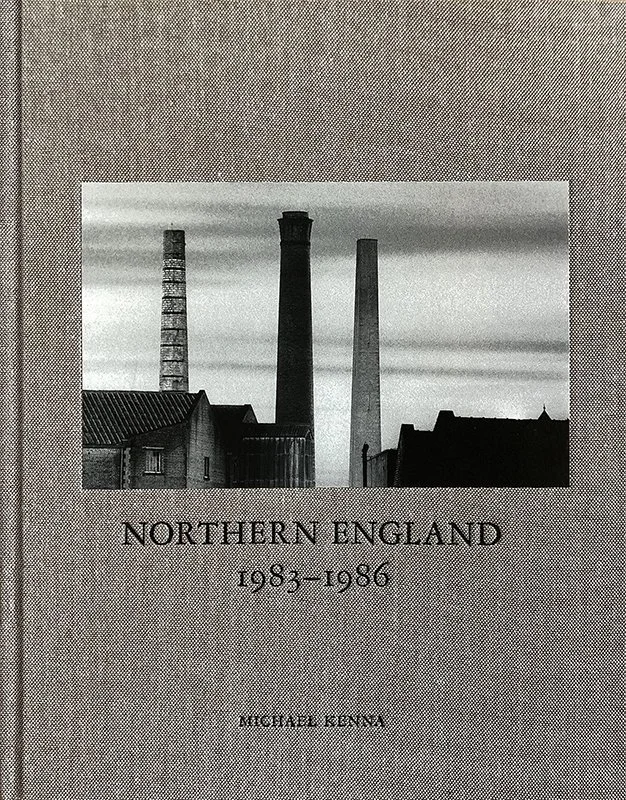 NORTHERN ENGLAND
1983–1986
MICHAEL KENNA